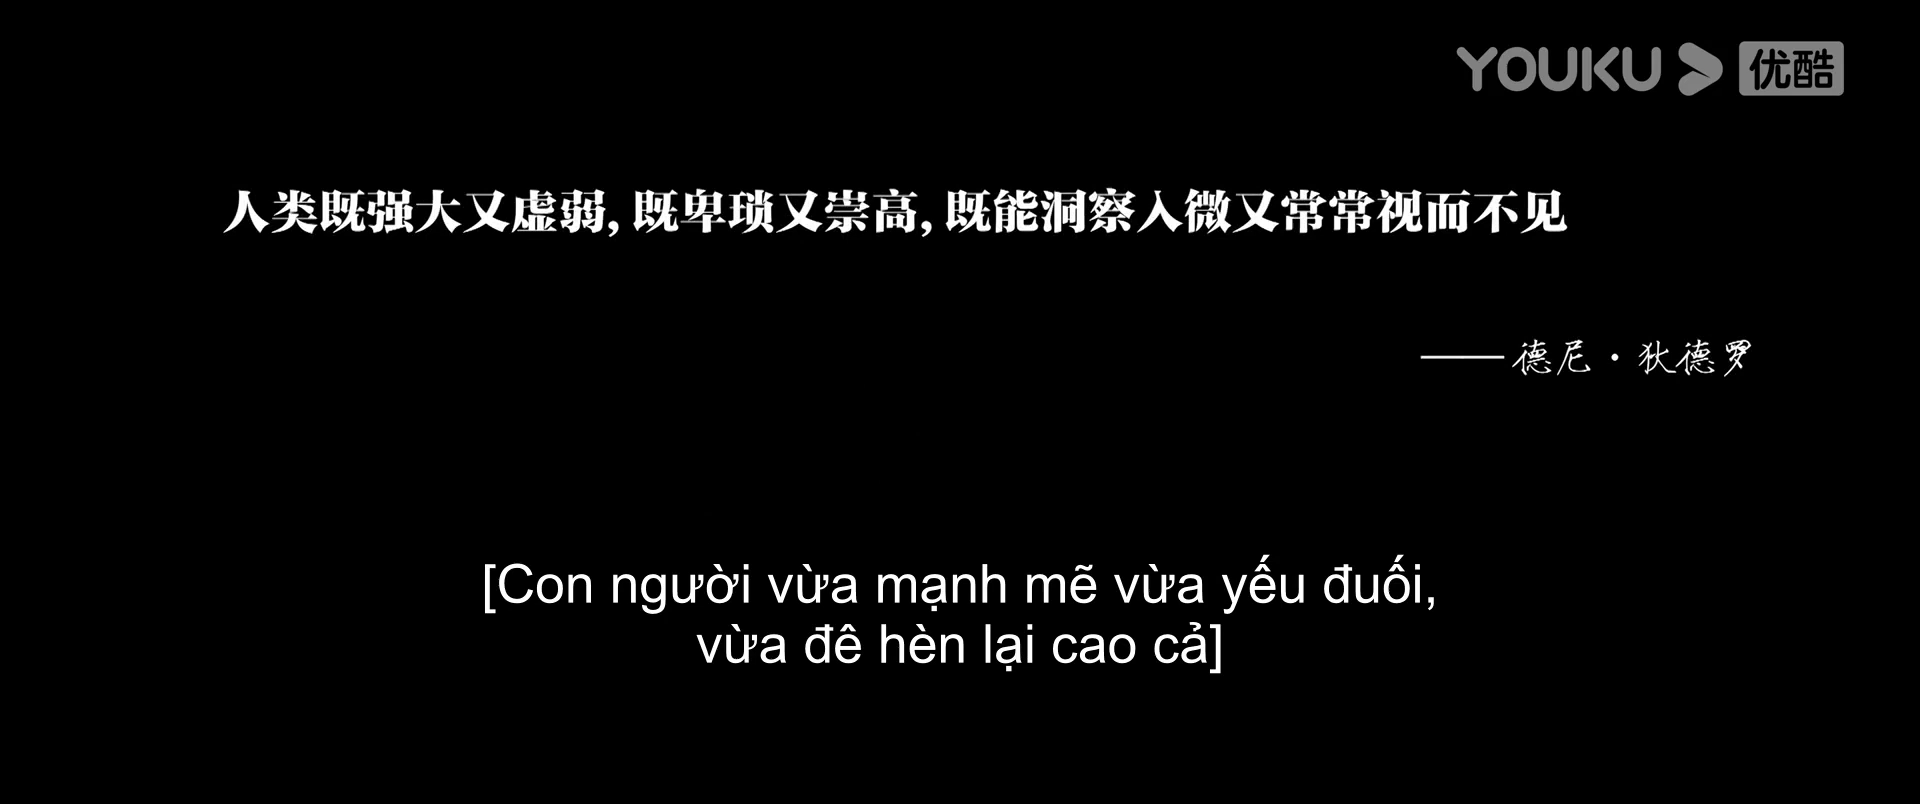 YOUKU 优酷
人类既强大又虚弱, 既卑琐又崇高, 既能洞察入微又常常视而不见
——德尼·狄德罗
[Con người vừa mạnh mẽ vừa yếu đuối,
vừa đê hèn lại cao cả]